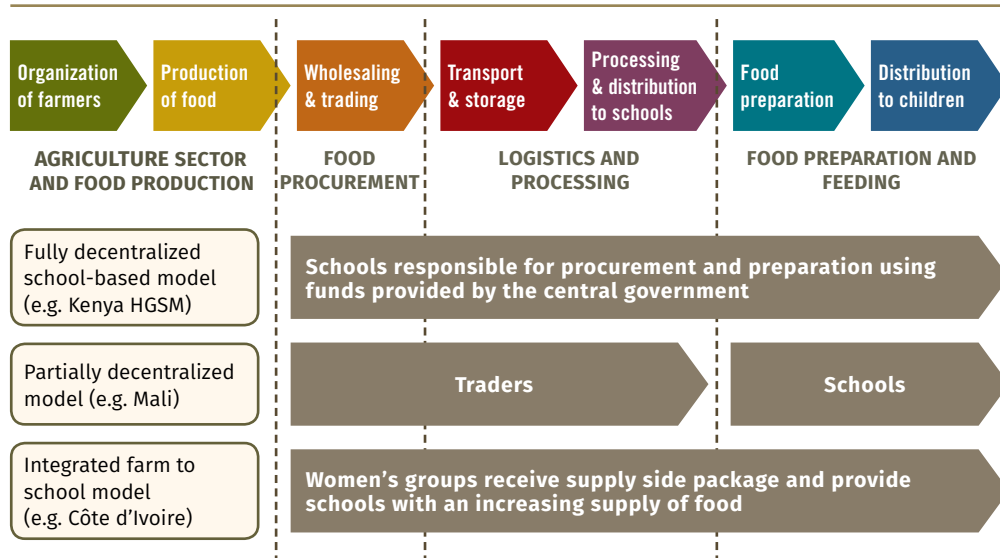 Organization
of farmers
Production
of food
Wholesaling
& trading
Transport
& storage
Processing
& distribution
to schools
Food
preparation
Distribution
to children
AGRICULTURE SECTOR
AND FOOD PRODUCTION
FOOD
PROCUREMENT
LOGISTICS AND
PROCESSING
FOOD PREPARATION AND
FEEDING
Fully decentralized
school-based model
(e.g. Kenya HGSM)
Schools responsible for procurement and preparation using
funds provided by the central government
Partially decentralized
model (e.g. Mali)
Traders
Schools
Integrated farm to
school model
(e.g. Côte d’Ivoire)
Women’s groups receive supply side package and provide
schools with an increasing supply of food